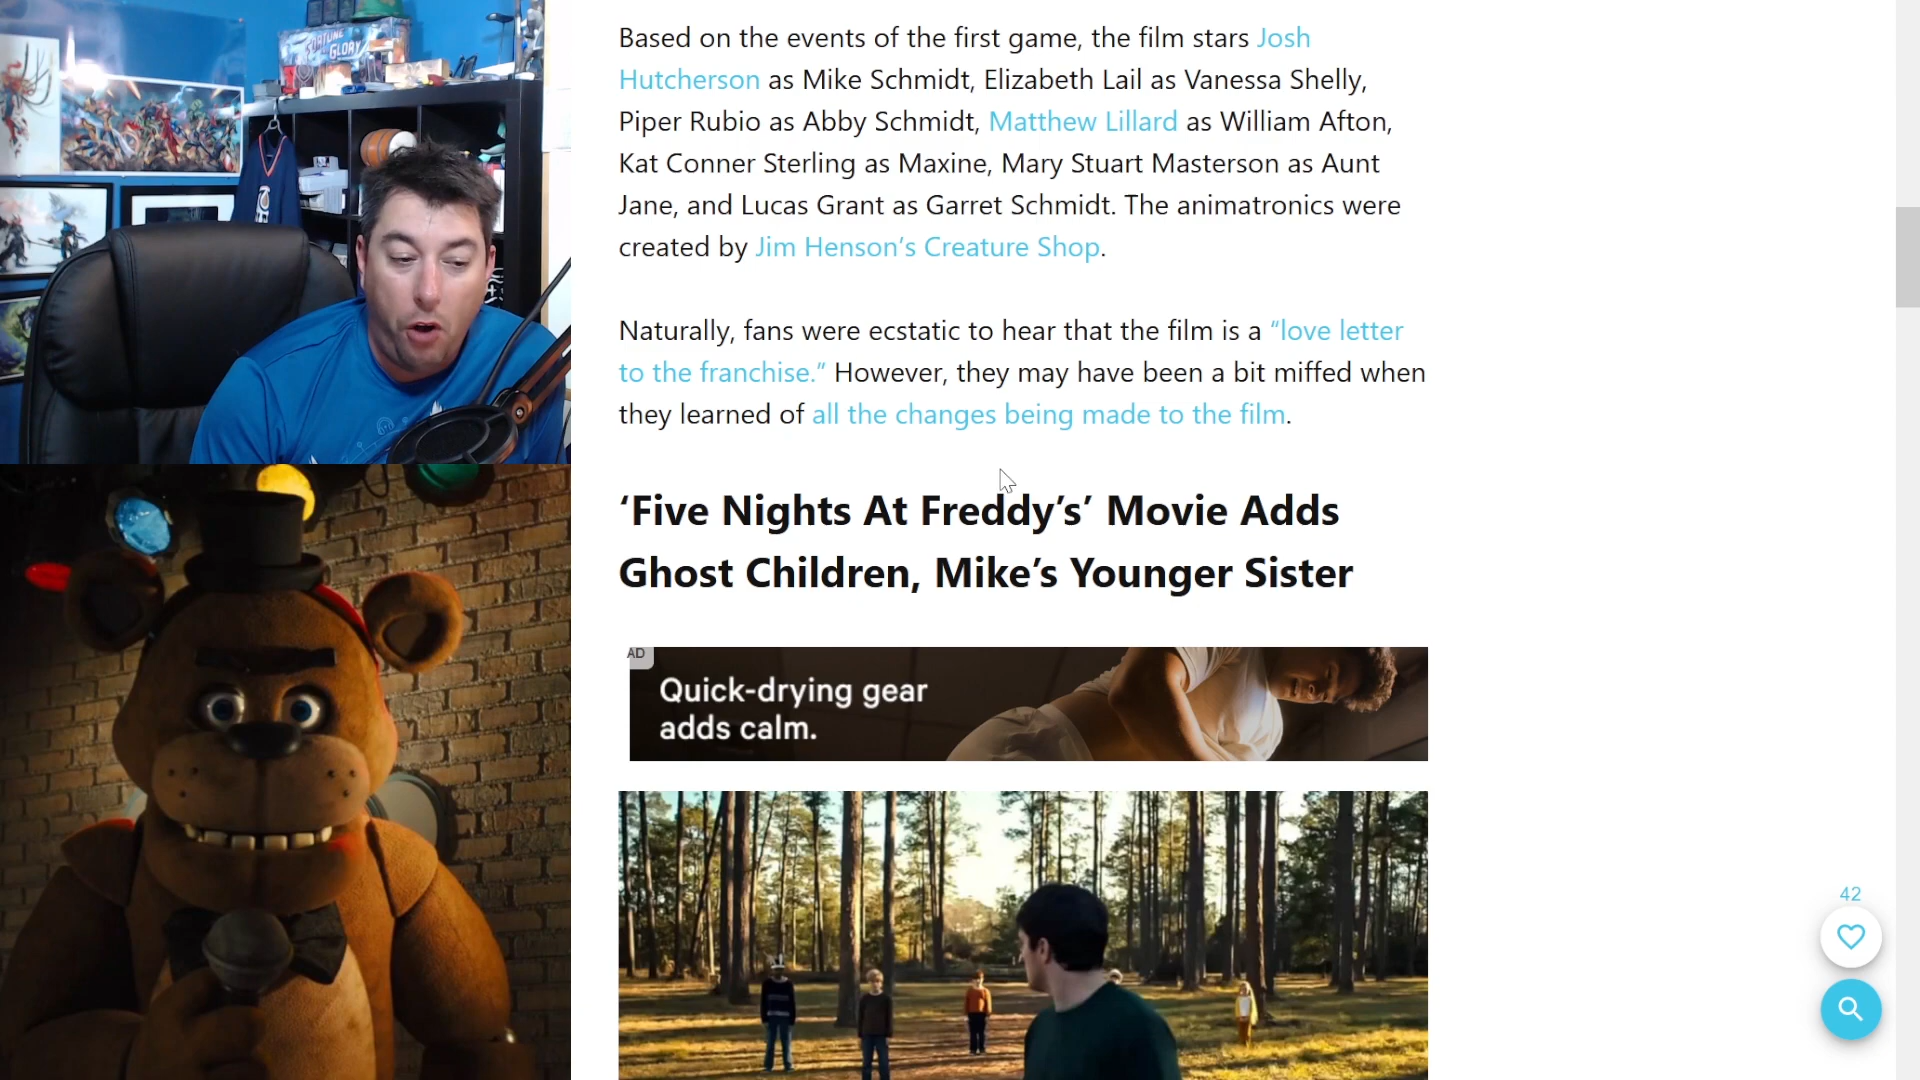 FORTUNE
GLORY
Based on the events of the first game, the film stars Josh
Hutcherson as Mike Schmidt, Elizabeth Lail as Vanessa Shelly,
Piper Rubio as Abby Schmidt, Matthew Lillard as William Afton,
Kat Conner Sterling as Maxine, Mary Stuart Masterson as Aunt
Jane, and Lucas Grant as Garret Schmidt. The animatronics were
created by Jim Henson’s Creature Shop.
Naturally, fans were ecstatic to hear that the film is a “love letter
to the franchise.” However, they may have been a bit miffed when
they learned of all the changes being made to the film.
‘Five Nights At Freddy’s’ Movie Adds
Ghost Children, Mike’s Younger Sister
AD
Quick-drying gear
adds calm.
42